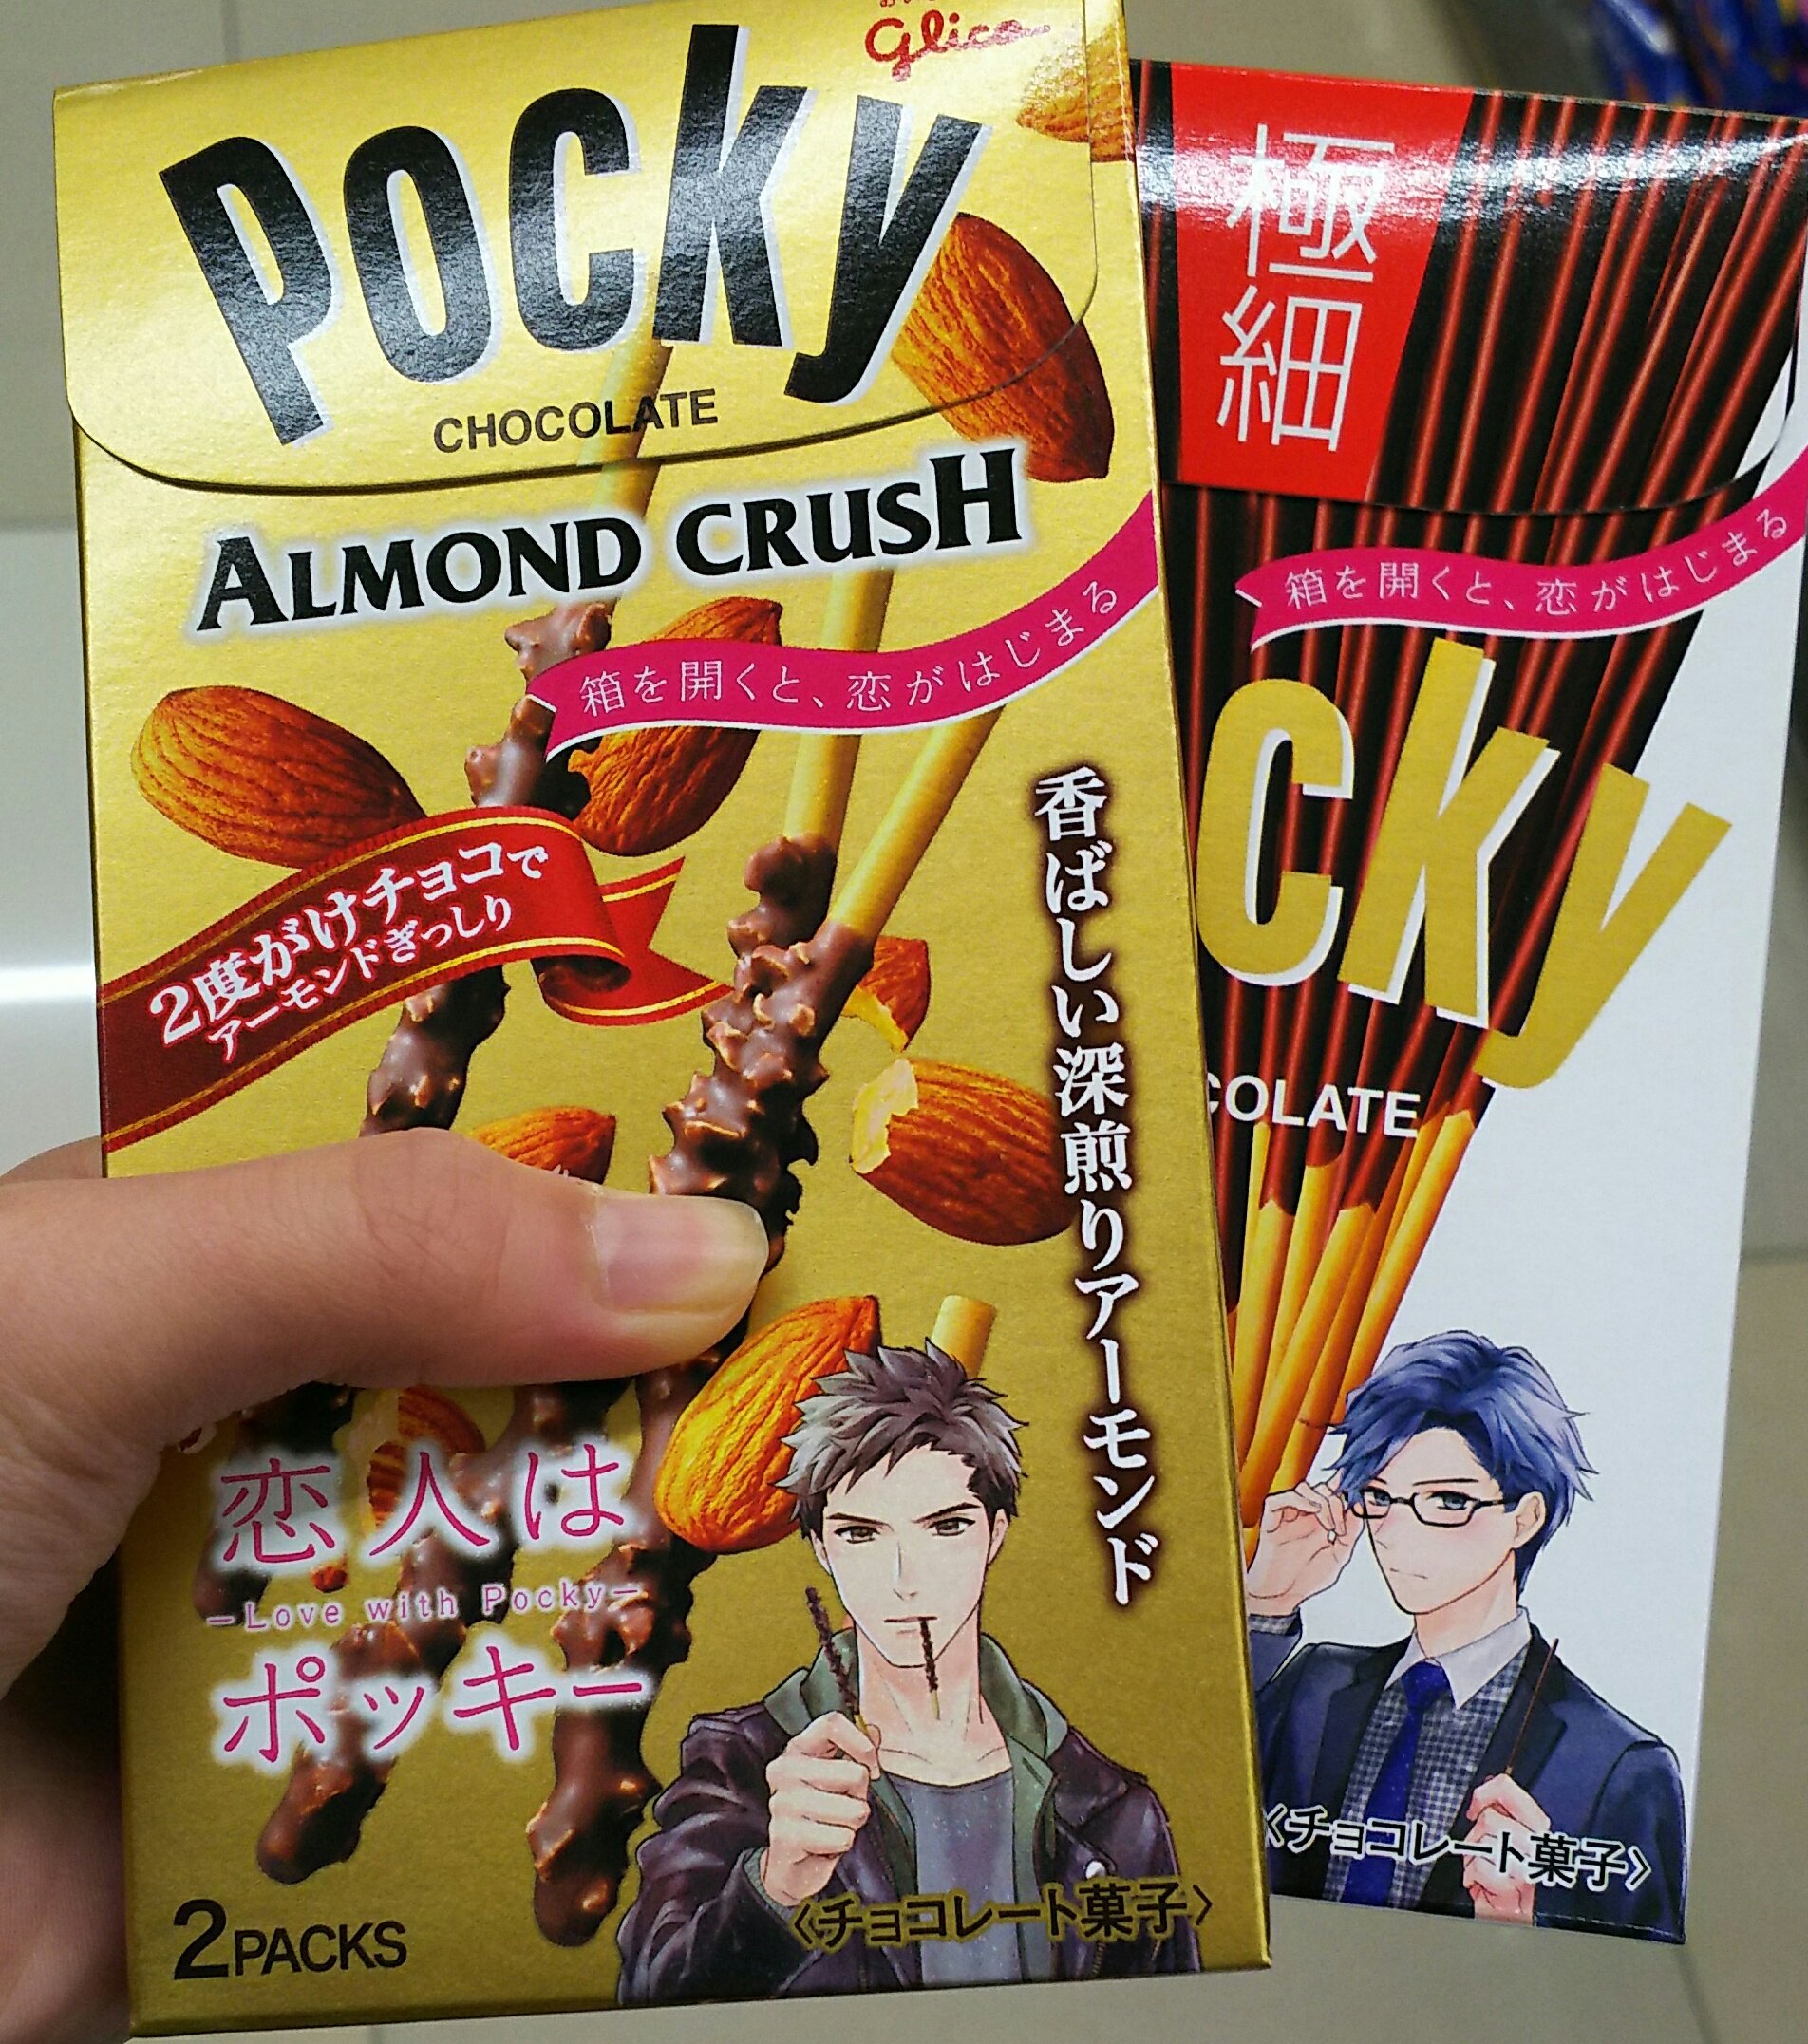 Glico
Pocky
CHOCOLATE
ALMOND CRUSH
箱を開くと、恋がはじまる
2度がけチョコで
アーモンドぎっしり
香ばしい深煎りアーモンド
恋人は
―Love with Pocky―
ポッキー
2PACKS
〈チョコレート菓子〉
極細
箱を開くと、恋がはじまる
cky
COLATE
〈チョコレート菓子〉